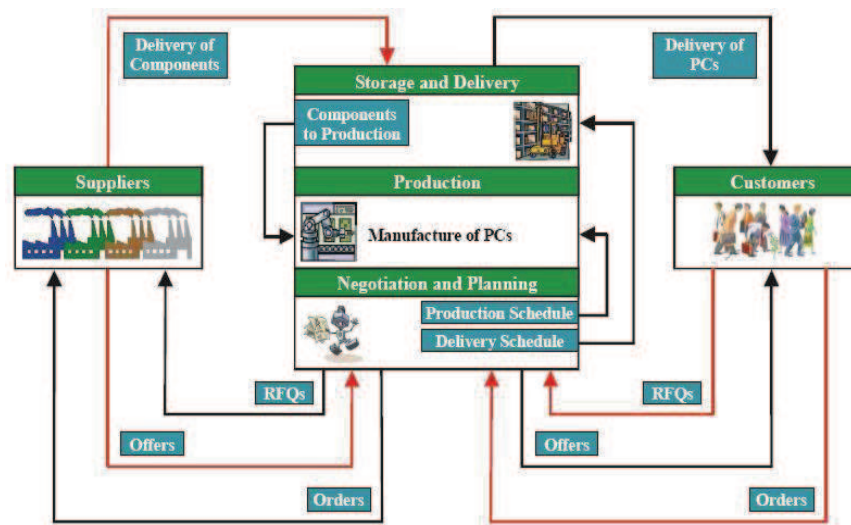 Delivery of
Components
Delivery of
PCs
Storage and Delivery
Components
to Production
Suppliers
Production
Customers
Manufacture of PCs
Negotiation and Planning
Production Schedule
Delivery Schedule
RFQs
RFQs
Offers
Offers
Orders
Orders